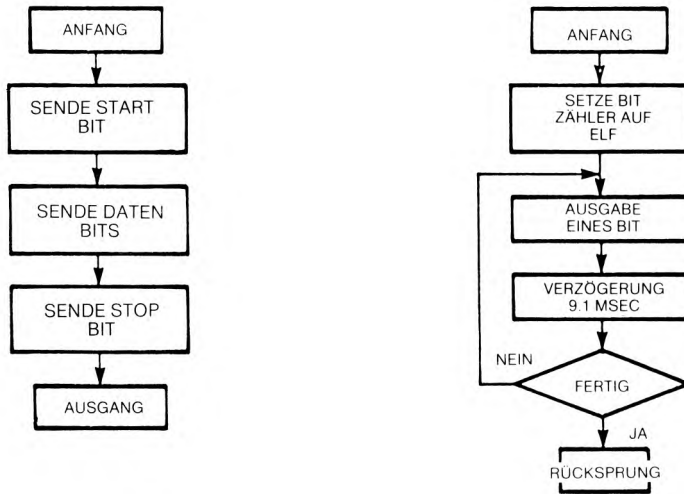 ANFANG
SENDE START
BIT
SENDE DATEN
BITS
SENDE STOP
BIT
AUSGANG
ANFANG
SETZE BIT
ZÄHLER AUF
ELF
AUSGABE
EINES BIT
VERZÖGERUNG
9.1 MSEC
NEIN
FERTIG
JA
RÜCKSPRUNG